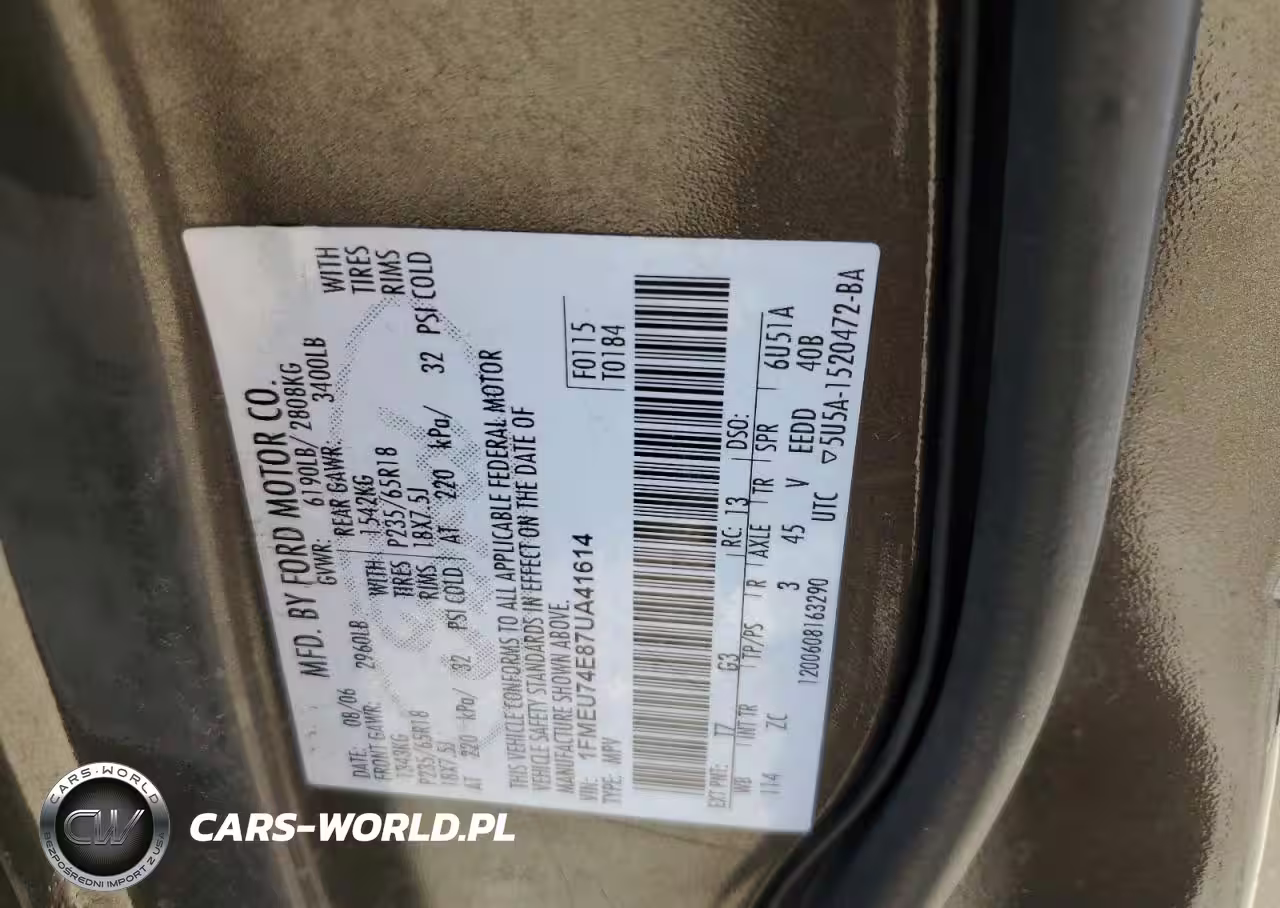 MFD. BY FORD MOTOR CO.
DATE: 08/06 GVWR: 6190LB/ 2808KG
FRONT GAWR: 2960LB REAR GAWR: 3400LB
1343KG WITH 1542KG WITH
P235/65R18 TIRES P235/65R18 TIRES
18X7.5J RIMS 18X7.5J RIMS
AT 220 kPa/ 32 PSI COLD AT 220 kPa/ 32 PSI COLD
THIS VEHICLE CONFORMS TO ALL APPLICABLE FEDERAL MOTOR
VEHICLE SAFETY STANDARDS IN EFFECT ON THE DATE OF
MANUFACTURE SHOWN ABOVE.
VIN: 1FMEU74E87UA41614
TYPE: MPV
F0115
T0184
EXT PNT: T7 G3 RC: 13 DSO:
WB INT TR TP/PS R AXLE TR SPR 6U51A
114 ZC 3 45 V EEDD 40B
1200608163290 UTC ▽5U5A-1520472-BA
CARS-WORLD
CW
BEZPOŚREDNI IMPORT Z USA
CARS-WORLD.PL